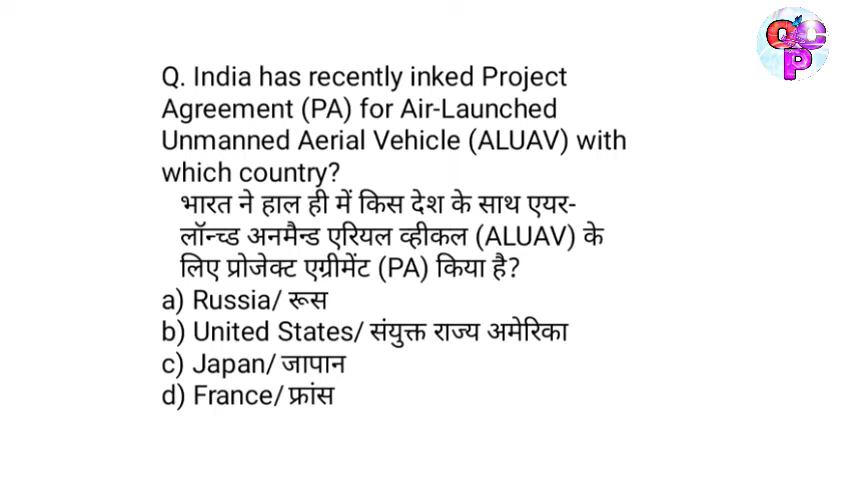 QCP
Q. India has recently inked Project
Agreement (PA) for Air-Launched
Unmanned Aerial Vehicle (ALUAV) with
which country?
भारत ने हाल ही में किस देश के साथ एयर-
लॉन्च्ड अनमैन्ड एरियल व्हीकल (ALUAV) के
लिए प्रोजेक्ट एग्रीमेंट (PA) किया है?
a) Russia/ रूस
b) United States/ संयुक्त राज्य अमेरिका
c) Japan/ जापान
d) France/ फ्रांस